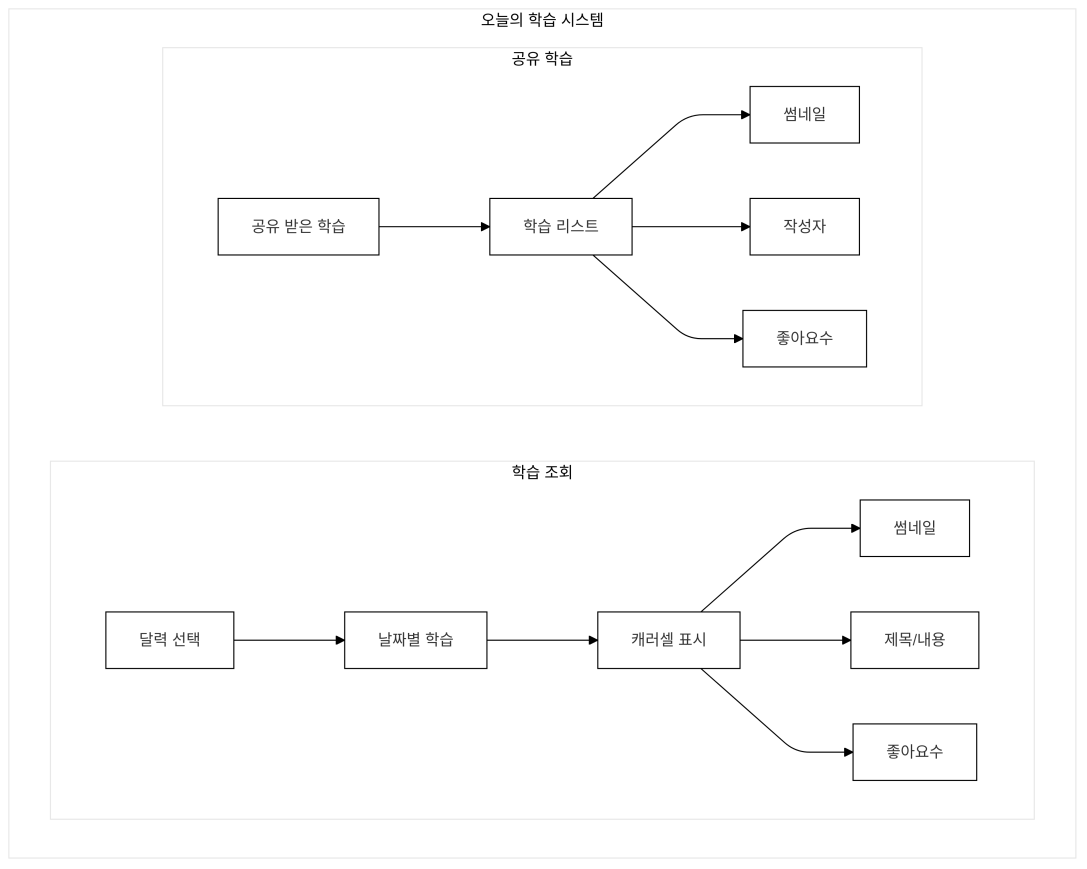 오늘의 학습 시스템
공유 학습
썸네일
공유 받은 학습
학습 리스트
작성자
좋아요수
학습 조회
썸네일
달력 선택
날짜별 학습
캐러셀 표시
제목/내용
좋아요수